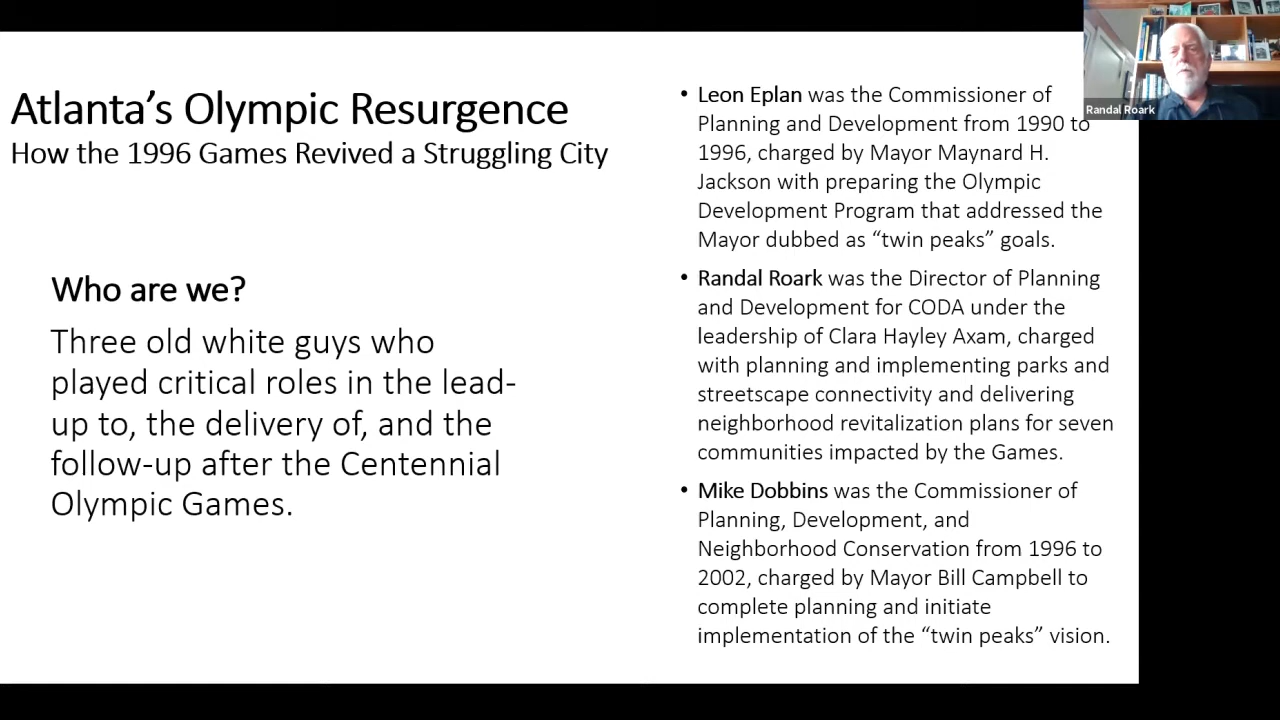 Atlanta’s Olympic Resurgence
How the 1996 Games Revived a Struggling City
Who are we?
Three old white guys who
played critical roles in the lead-
up to, the delivery of, and the
follow-up after the Centennial
Olympic Games.
• Leon Eplan was the Commissioner of
Planning and Development from 1990 to
1996, charged by Mayor Maynard H.
Jackson with preparing the Olympic
Development Program that addressed the
Mayor dubbed as “twin peaks” goals.
• Randal Roark was the Director of Planning
and Development for CODA under the
leadership of Clara Hayley Axam, charged
with planning and implementing parks and
streetscape connectivity and delivering
neighborhood revitalization plans for seven
communities impacted by the Games.
• Mike Dobbins was the Commissioner of
Planning, Development, and
Neighborhood Conservation from 1996 to
2002, charged by Mayor Bill Campbell to
complete planning and initiate
implementation of the “twin peaks” vision.
Randal Roark